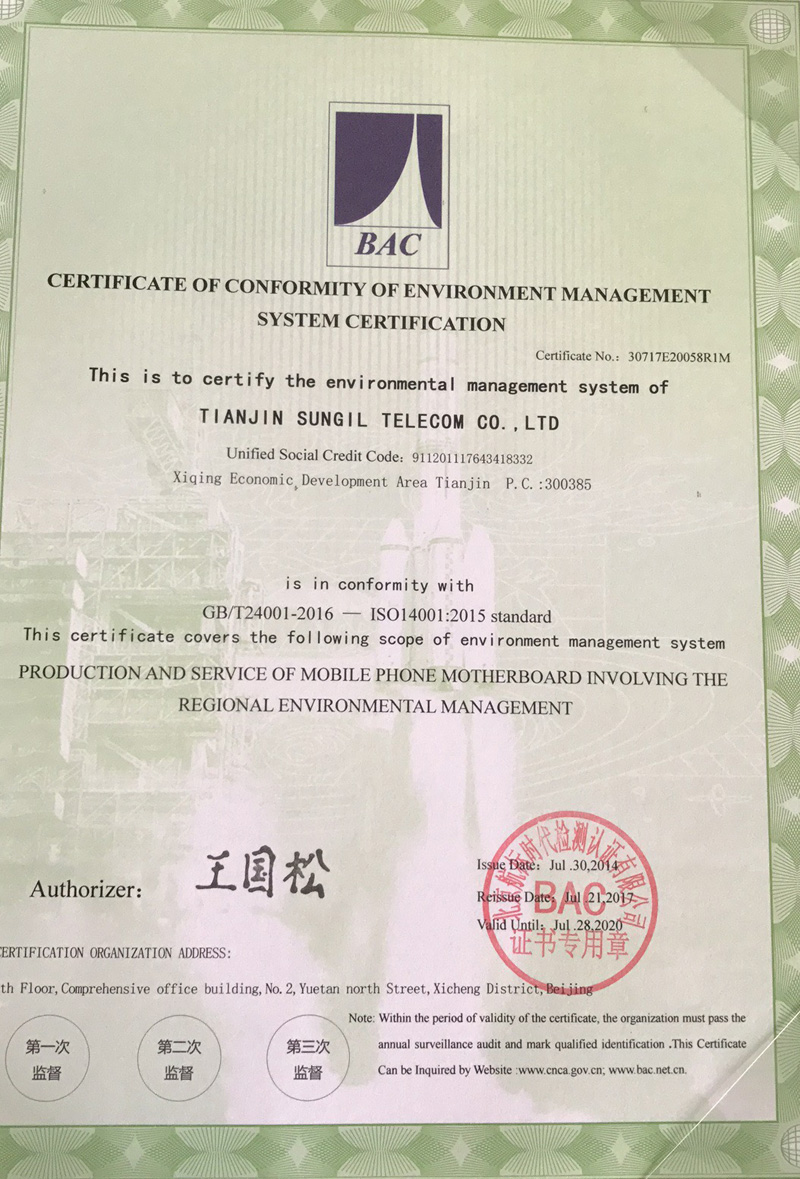 BAC
CERTIFICATE OF CONFORMITY OF ENVIRONMENT MANAGEMENT
SYSTEM CERTIFICATION
Certificate No.: 30717E20058R1M
This is to certify the environmental management system of
TIANJIN SUNGIL TELECOM CO.,LTD
Unified Social Credit Code: 911201117643418332
Xiqing Economic Development Area Tianjin P.C.:300385
is in conformity with
GB/T24001-2016 — ISO14001:2015 standard
This certificate covers the following scope of environment management system
PRODUCTION AND SERVICE OF MOBILE PHONE MOTHERBOARD INVOLVING THE
REGIONAL ENVIRONMENTAL MANAGEMENT
Authorizer: 王国松
Issue Date: Jul .30,2014
Reissue Date: Jul .21,2017
Valid Until: Jul .28,2020
BAC
证书专用章
ERTIFICATION ORGANIZATION ADDRESS:
th Floor,Comprehensive office building,No.2,Yuetan north Street,Xicheng District,Beijing
第一次
监督
第二次
监督
第三次
监督
Note: Within the period of validity of the certificate, the organization must pass the
annual surveillance audit and mark qualified identification .This Certificate
Can be Inquired by Website :www.cnca.gov.cn; www.bac.net.cn.